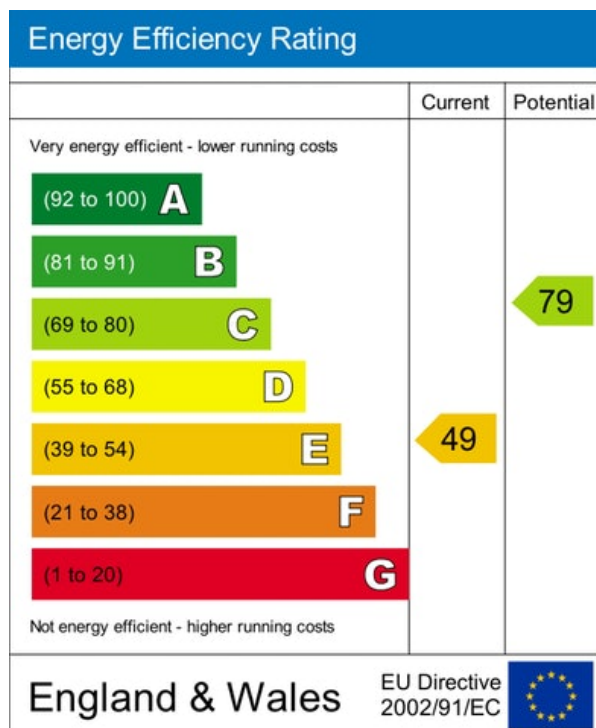 Energy Efficiency Rating
Current Potential
Very energy efficient - lower running costs
(92 to 100) A
(81 to 91) B
(69 to 80) C
79
(55 to 68) D
(39 to 54) E
49
(21 to 38) F
(1 to 20) G
Not energy efficient - higher running costs
England & Wales
EU Directive
2002/91/EC